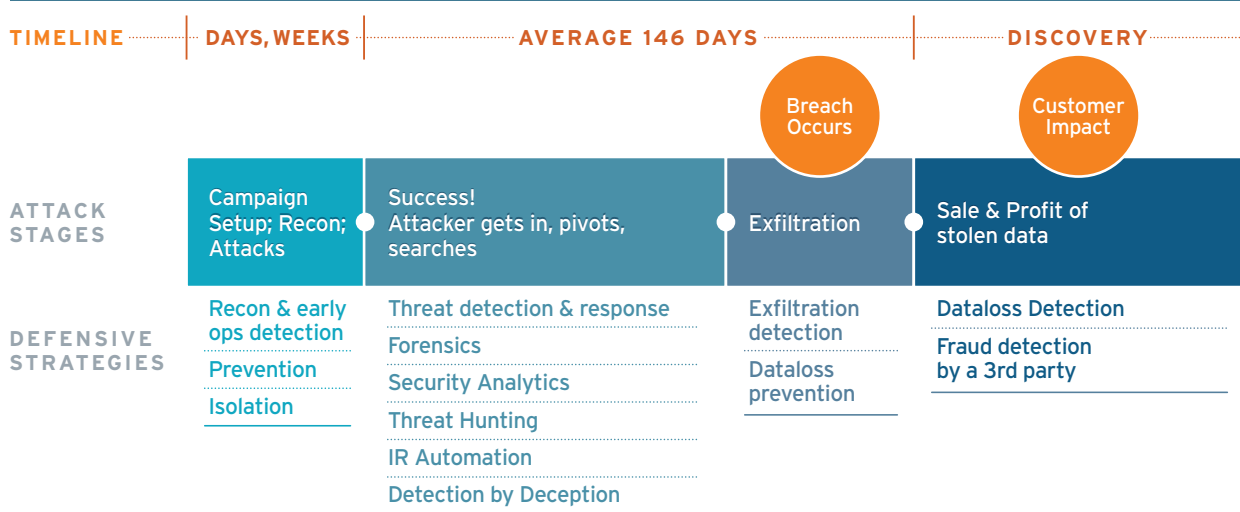 TIMELINE
DAYS, WEEKS
AVERAGE 146 DAYS
DISCOVERY
Breach
Occurs
Customer
Impact
ATTACK
STAGES
Campaign
Setup; Recon;
Attacks
Success!
Attacker gets in, pivots,
searches
Exfiltration
Sale & Profit of
stolen data
DEFENSIVE
STRATEGIES
Recon & early
ops detection
Prevention
Isolation
Threat detection & response
Forensics
Security Analytics
Threat Hunting
IR Automation
Detection by Deception
Exfiltration
detection
Dataloss
prevention
Dataloss Detection
Fraud detection
by a 3rd party